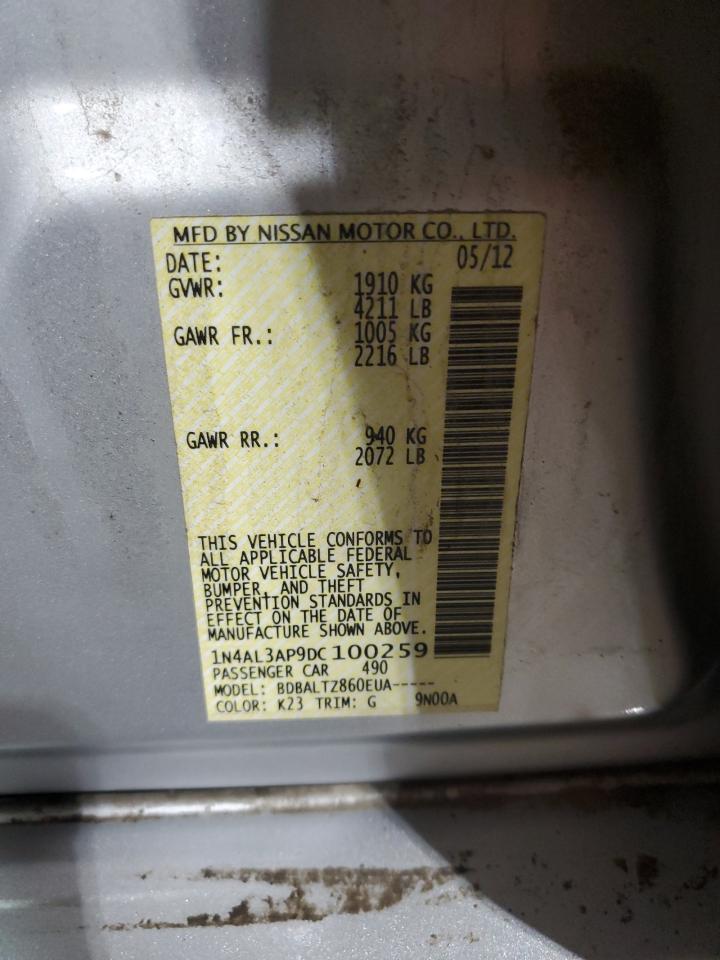 MFD BY NISSAN MOTOR CO., LTD.
DATE: 05/12
GVWR: 1910 KG
4211 LB
GAWR FR.: 1005 KG
2216 LB
GAWR RR.: 940 KG
2072 LB
THIS VEHICLE CONFORMS TO
ALL APPLICABLE FEDERAL
MOTOR VEHICLE SAFETY,
BUMPER, AND THEFT
PREVENTION STANDARDS IN
EFFECT ON THE DATE OF
MANUFACTURE SHOWN ABOVE.
1N4AL3AP9DC100259
PASSENGER CAR 490
MODEL: BDBALTZ860EUA-----
COLOR: K23 TRIM: G 9N00A